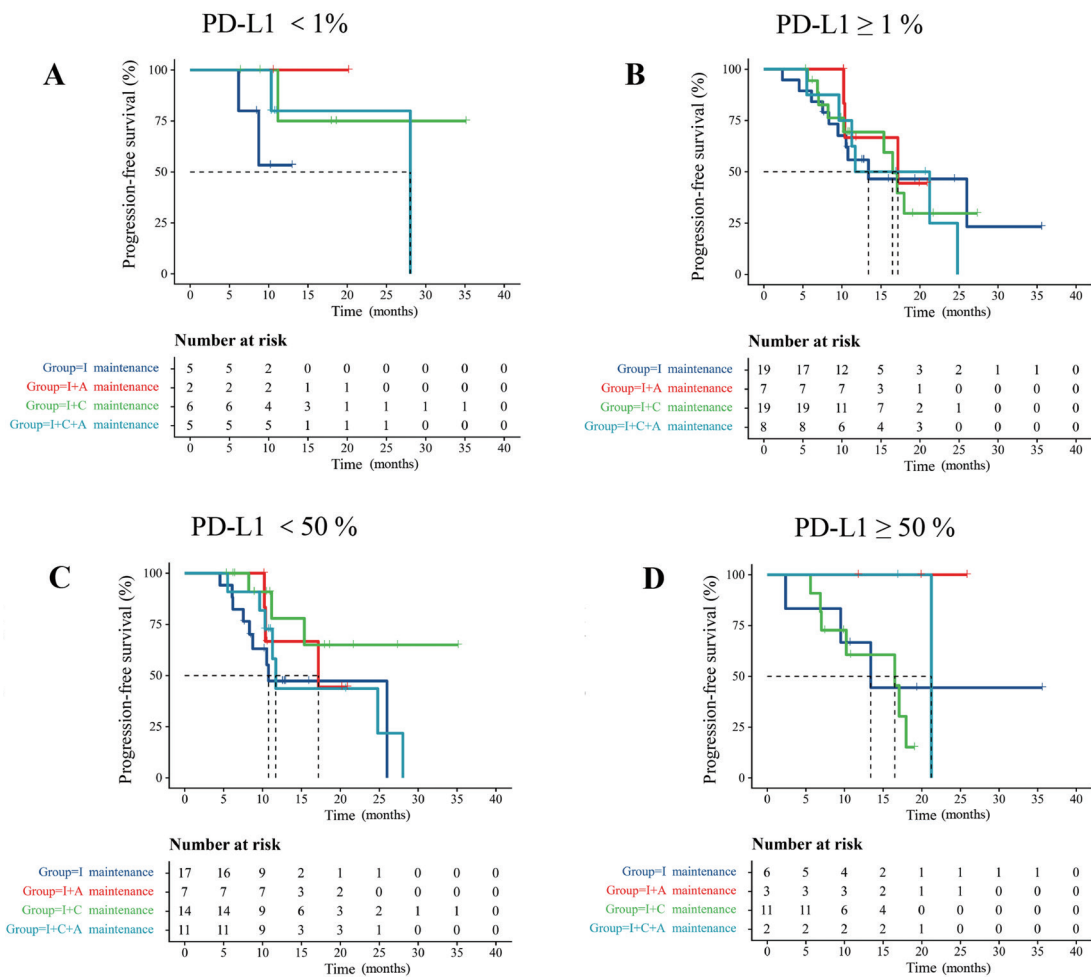 PD-L1 < 1%
PD-L1 ≥ 1 %
A
Progression-free survival (%)
100
75
50
25
0
0 5 10 15 20 25 30 35 40
Time (months)
Number at risk
Group=I maintenance 5 5 2 0 0 0 0 0 0
Group=I+A maintenance 2 2 2 1 1 0 0 0 0
Group=I+C maintenance 6 6 4 3 1 1 1 1 0
Group=I+C+A maintenance 5 5 5 1 1 1 0 0 0
0 5 10 15 20 25 30 35 40
Time (months)
B
Progression-free survival (%)
100
75
50
25
0
0 5 10 15 20 25 30 35 40
Time (months)
Number at risk
Group=I maintenance 19 17 12 5 3 2 1 1 0
Group=I+A maintenance 7 7 7 3 1 0 0 0 0
Group=I+C maintenance 19 19 11 7 2 1 0 0 0
Group=I+C+A maintenance 8 8 6 4 3 0 0 0 0
0 5 10 15 20 25 30 35 40
Time (months)
PD-L1 < 50 %
PD-L1 ≥ 50 %
C
Progression-free survival (%)
100
75
50
25
0
0 5 10 15 20 25 30 35 40
Time (months)
Number at risk
Group=I maintenance 17 16 9 2 1 1 0 0 0
Group=I+A maintenance 7 7 7 3 2 0 0 0 0
Group=I+C maintenance 14 14 9 6 3 2 1 1 0
Group=I+C+A maintenance 11 11 9 3 3 1 0 0 0
0 5 10 15 20 25 30 35 40
Time (months)
D
Progression-free survival (%)
100
75
50
25
0
0 5 10 15 20 25 30 35 40
Time (months)
Number at risk
Group=I maintenance 6 5 4 2 1 1 1 1 0
Group=I+A maintenance 3 3 3 2 1 1 0 0 0
Group=I+C maintenance 11 11 6 4 0 0 0 0 0
Group=I+C+A maintenance 2 2 2 2 1 0 0 0 0
0 5 10 15 20 25 30 35 40
Time (months)